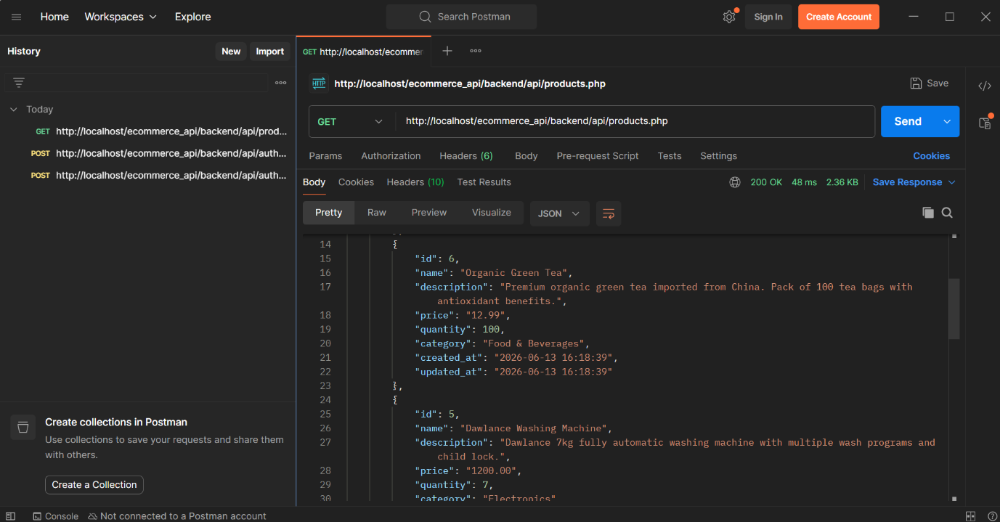 Home Workspaces Explore Search Postman Sign In Create Account
History New Import
GET http://localhost/ecommer
http://localhost/ecommerce_api/backend/api/products.php Save
Today
GET http://localhost/ecommerce_api/backend/api/prod...
POST http://localhost/ecommerce_api/backend/api/auth...
POST http://localhost/ecommerce_api/backend/api/auth...
GET http://localhost/ecommerce_api/backend/api/products.php Send
Params Authorization Headers (6) Body Pre-request Script Tests Settings Cookies
Body Cookies Headers (10) Test Results 200 OK 48 ms 2.36 KB Save Response
Pretty Raw Preview Visualize JSON
14 {
15 "id": 6,
16 "name": "Organic Green Tea",
17 "description": "Premium organic green tea imported from China. Pack of 100 tea bags with
antioxidant benefits.",
18 "price": "12.99",
19 "quantity": 100,
20 "category": "Food & Beverages",
21 "created_at": "2026-06-13 16:18:39",
22 "updated_at": "2026-06-13 16:18:39"
23 },
24 {
25 "id": 5,
26 "name": "Dawlance Washing Machine",
27 "description": "Dawlance 7kg fully automatic washing machine with multiple wash programs and
child lock.",
28 "price": "1200.00",
29 "quantity": 7,
30 "category": "Electronics"
Create collections in Postman
Use collections to save your requests and share them
with others.
Create a Collection
Console Not connected to a Postman account